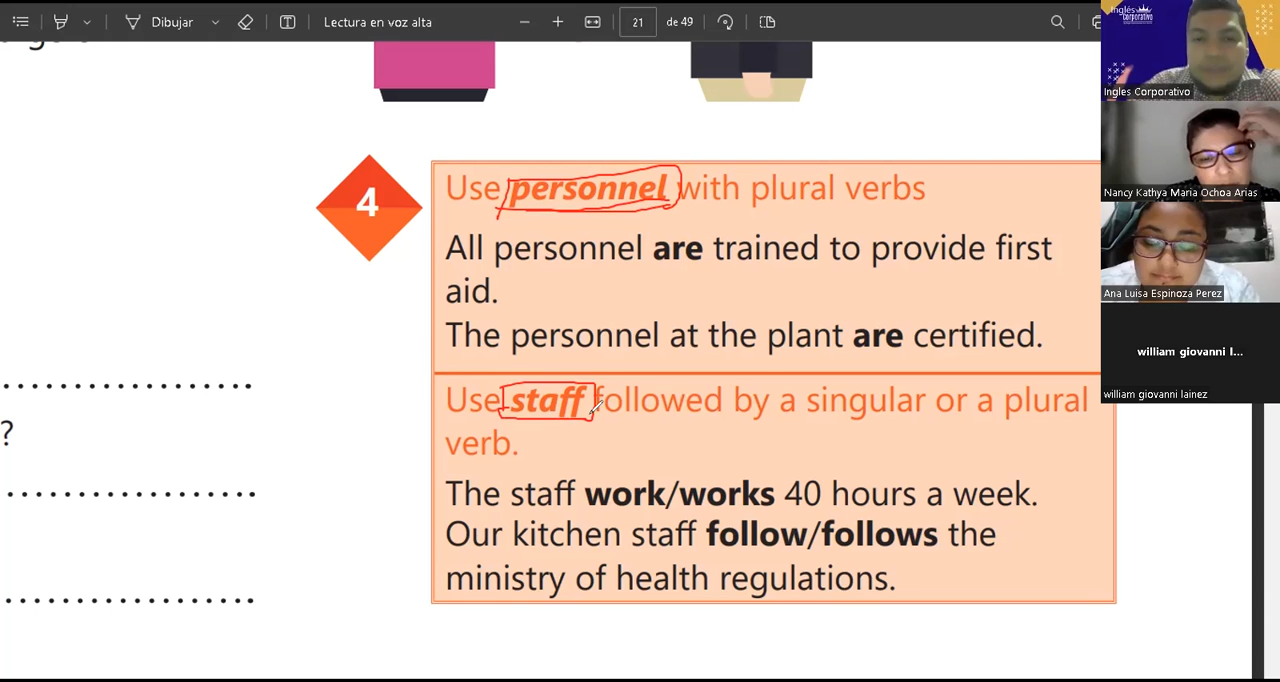 Dibujar
Lectura en voz alta
21
de 49
4
Use personnel with plural verbs
All personnel are trained to provide first
aid.
The personnel at the plant are certified.
Use staff followed by a singular or a plural
verb.
The staff work/works 40 hours a week.
Our kitchen staff follow/follows the
ministry of health regulations.
?
Inglés
Corporativo
Ingles Corporativo
Nancy Kathya Maria Ochoa Arias
Ana Luisa Espinoza Perez
william giovanni l...
william giovanni lainez